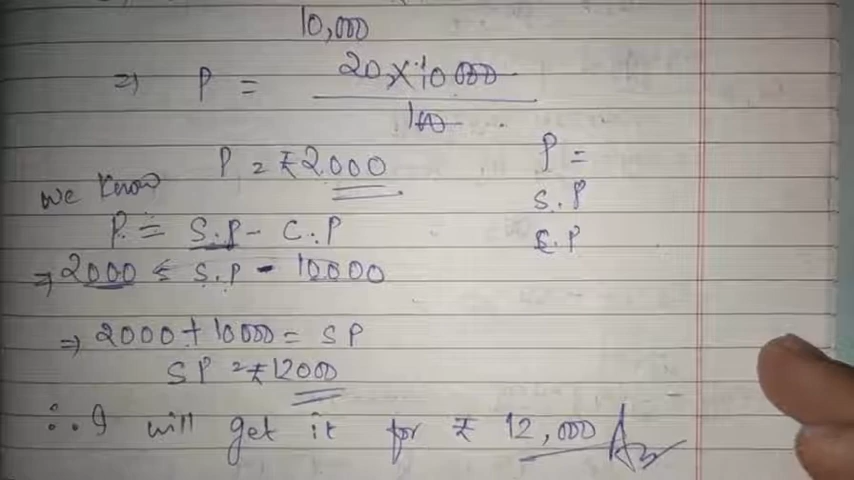 10,000
⇒ P = 20 × 10000
100
P = ₹2000
P =
We know
S.P
P = S.P - C.P
C.P
⇒ 2000 = S.P - 10000
⇒ 2000 + 10000 = SP
SP = ₹12000
∴ I will get it for ₹ 12,000 Ans